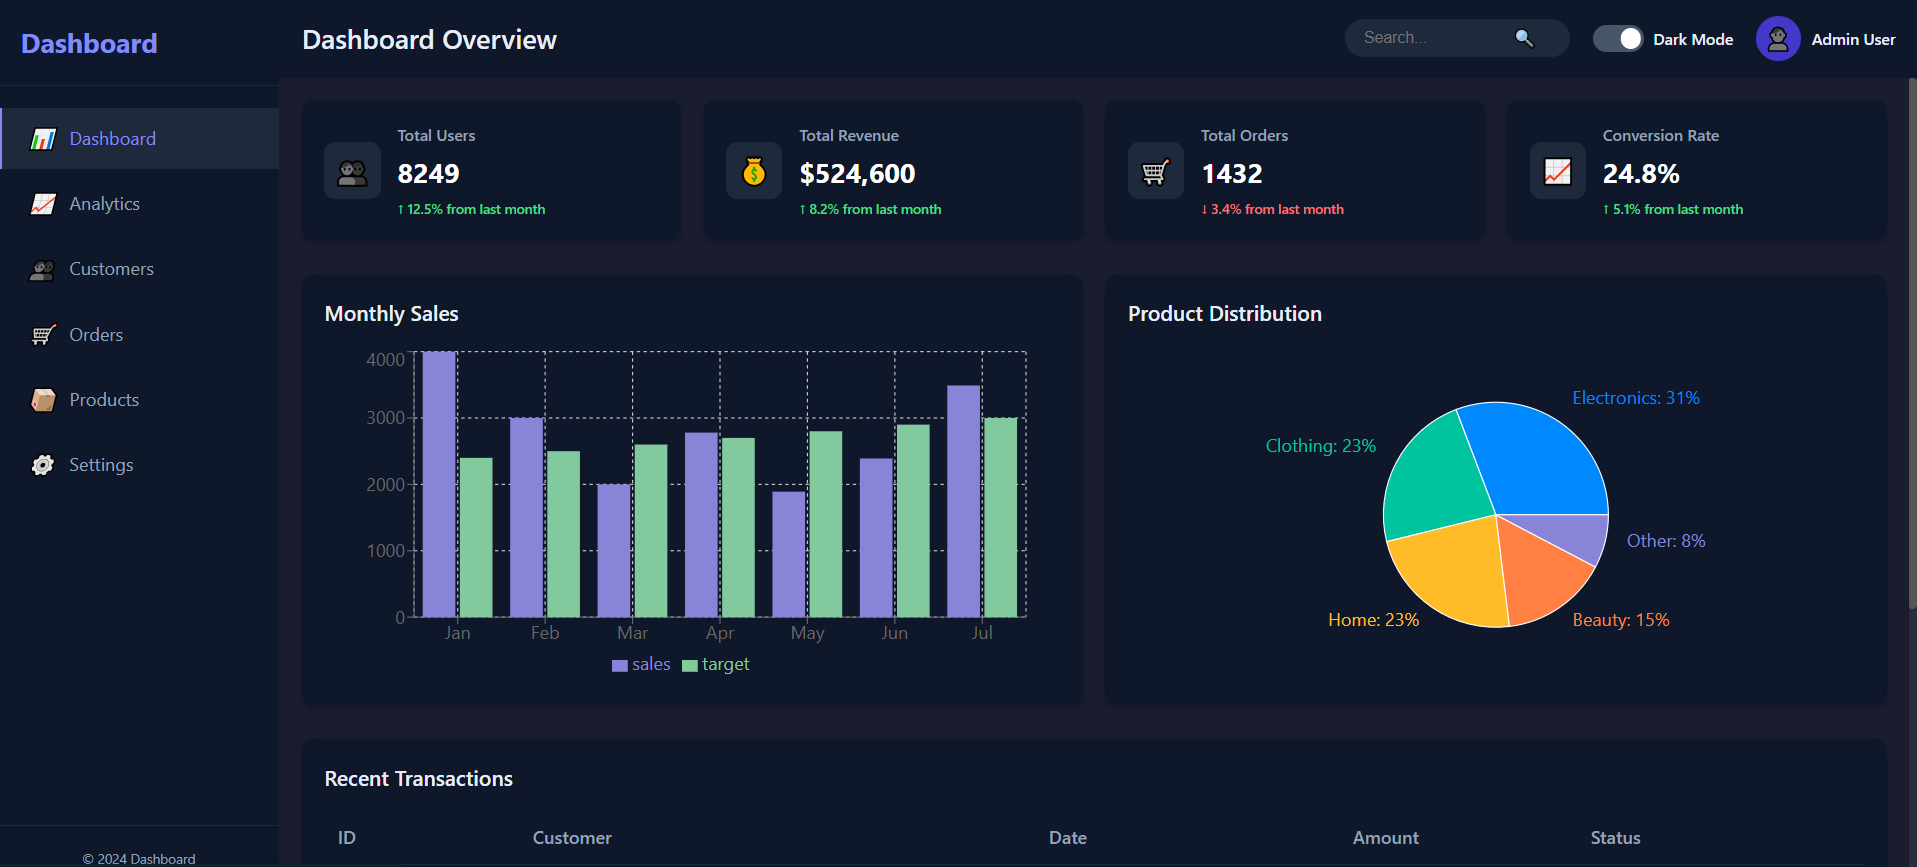 Dashboard
Dashboard Overview
Search...
Dark Mode
Admin User
Dashboard
Analytics
Customers
Orders
Products
Settings
© 2024 Dashboard
Total Users
8249
↑ 12.5% from last month
Total Revenue
$524,600
↑ 8.2% from last month
Total Orders
1432
↓ 3.4% from last month
Conversion Rate
24.8%
↑ 5.1% from last month
Monthly Sales
4000
3000
2000
1000
0
Jan Feb Mar Apr May Jun Jul
sales target
Product Distribution
Electronics: 31%
Clothing: 23%
Other: 8%
Home: 23%
Beauty: 15%
Recent Transactions
ID Customer Date Amount Status